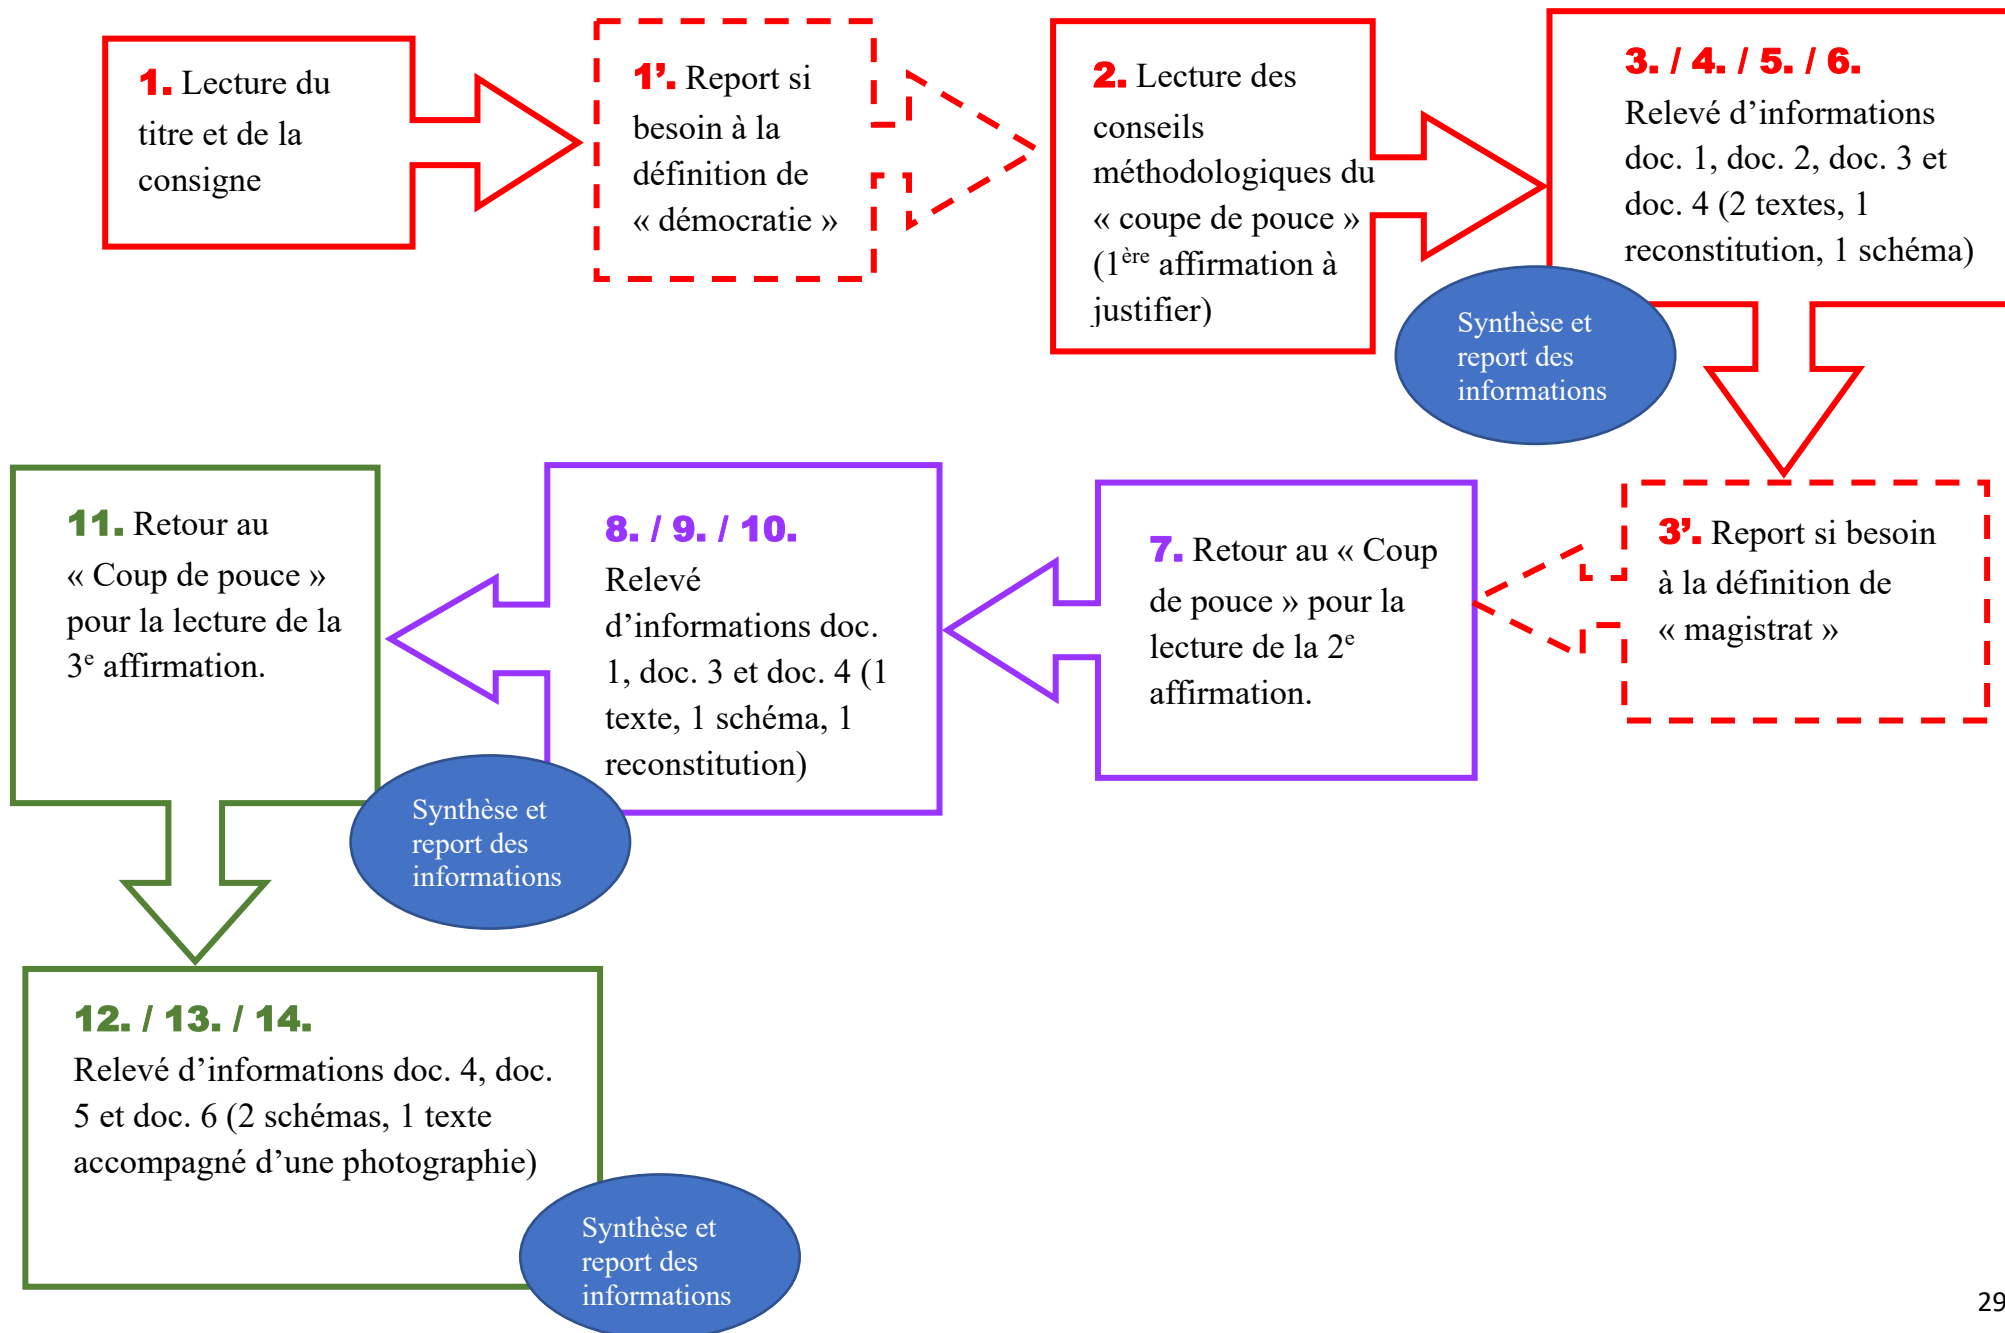 1. Lecture du
titre et de la
consigne
1’. Report si
besoin à la
définition de
« démocratie »
2. Lecture des
conseils
méthodologiques du
« coupe de pouce »
(1ère affirmation à
justifier)
3. / 4. / 5. / 6.
Relevé d’informations
doc. 1, doc. 2, doc. 3 et
doc. 4 (2 textes, 1
reconstitution, 1 schéma)
Synthèse et
report des
informations
3’. Report si besoin
à la définition de
« magistrat »
7. Retour au « Coup
de pouce » pour la
lecture de la 2e
affirmation.
8. / 9. / 10.
Relevé
d’informations doc.
1, doc. 3 et doc. 4 (1
texte, 1 schéma, 1
reconstitution)
Synthèse et
report des
informations
11. Retour au
« Coup de pouce »
pour la lecture de la
3e affirmation.
12. / 13. / 14.
Relevé d’informations doc. 4, doc.
5 et doc. 6 (2 schémas, 1 texte
accompagné d’une photographie)
Synthèse et
report des
informations
29